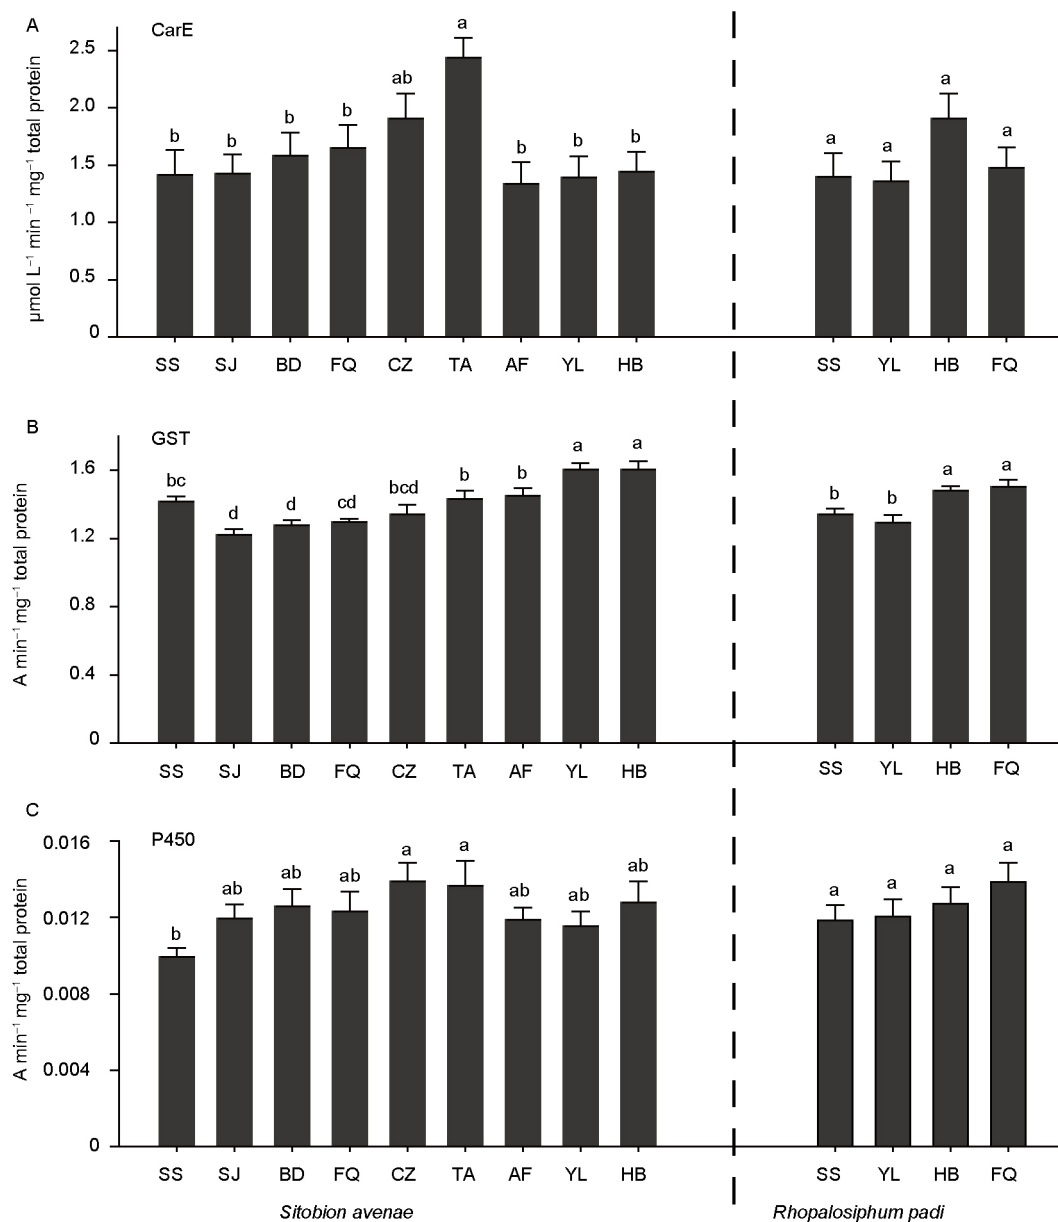 A
CarE
µmol L⁻¹ min⁻¹ mg⁻¹ total protein
2.5
2.0
1.5
1.0
0.5
0
b b b b ab a b b b
a a a a
SS SJ BD FQ CZ TA AF YL HB
SS YL HB FQ
B
GST
A min⁻¹ mg⁻¹ total protein
1.6
1.2
0.8
0.4
0
bc d d cd bcd b b a a
b b a a
SS SJ BD FQ CZ TA AF YL HB
SS YL HB FQ
C
P450
A min⁻¹ mg⁻¹ total protein
0.016
0.012
0.008
0.004
0
b ab ab ab a a ab ab ab
a a a a
SS SJ BD FQ CZ TA AF YL HB
SS YL HB FQ
Sitobion avenae
Rhopalosiphum padi